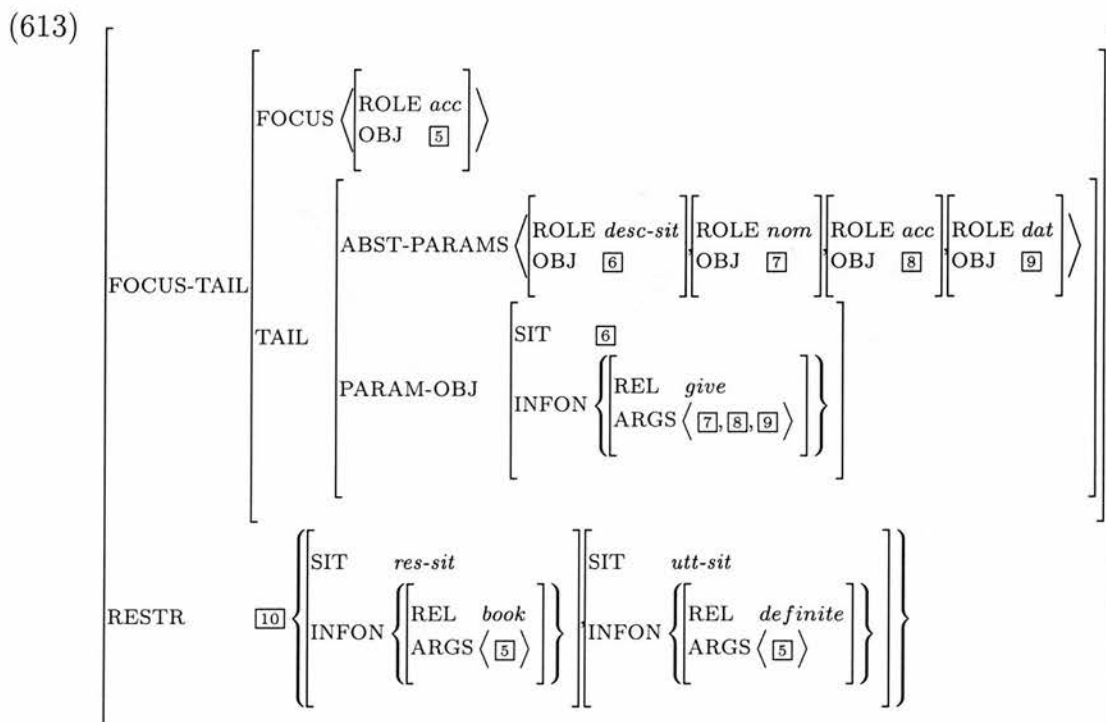 (613)
FOCUS ⟨[ROLE acc
OBJ 5]⟩
FOCUS-TAIL
TAIL
ABST-PARAMS ⟨[ROLE desc-sit], [ROLE nom], [ROLE acc], [ROLE dat]⟩
OBJ 6 OBJ 7 OBJ 8 OBJ 9
PARAM-OBJ
SIT 6
INFON {[REL give
ARGS ⟨7, 8, 9⟩]}
RESTR 10
SIT res-sit , SIT utt-sit
INFON {[REL book]} INFON {[REL definite]}
ARGS ⟨5⟩ ARGS ⟨5⟩